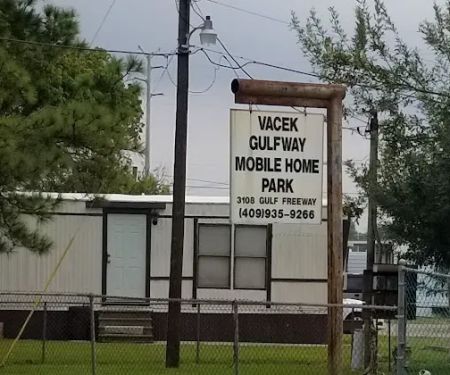 VACEK
GULFWAY
MOBILE HOME
PARK
3108 GULF FREEWAY
(409)935-9266